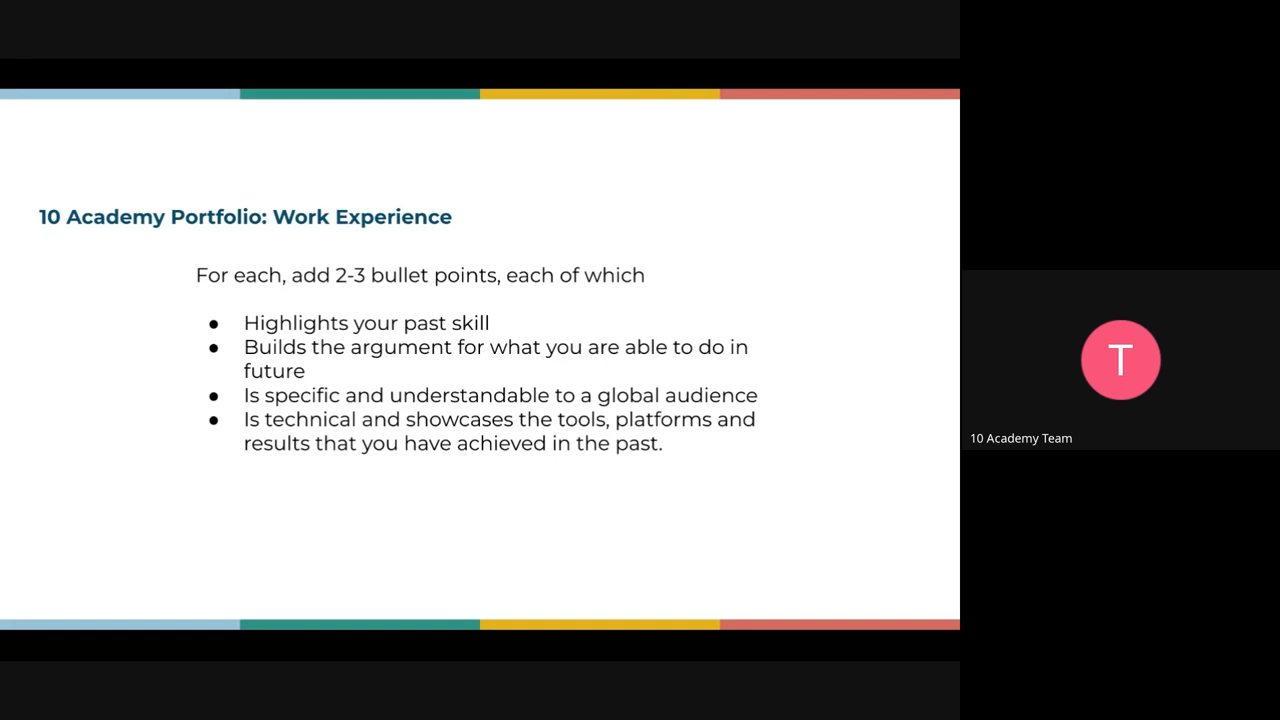 10 Academy Portfolio: Work Experience
For each, add 2-3 bullet points, each of which
● Highlights your past skill
● Builds the argument for what you are able to do in
future
● Is specific and understandable to a global audience
● Is technical and showcases the tools, platforms and
results that you have achieved in the past.
T
10 Academy Team